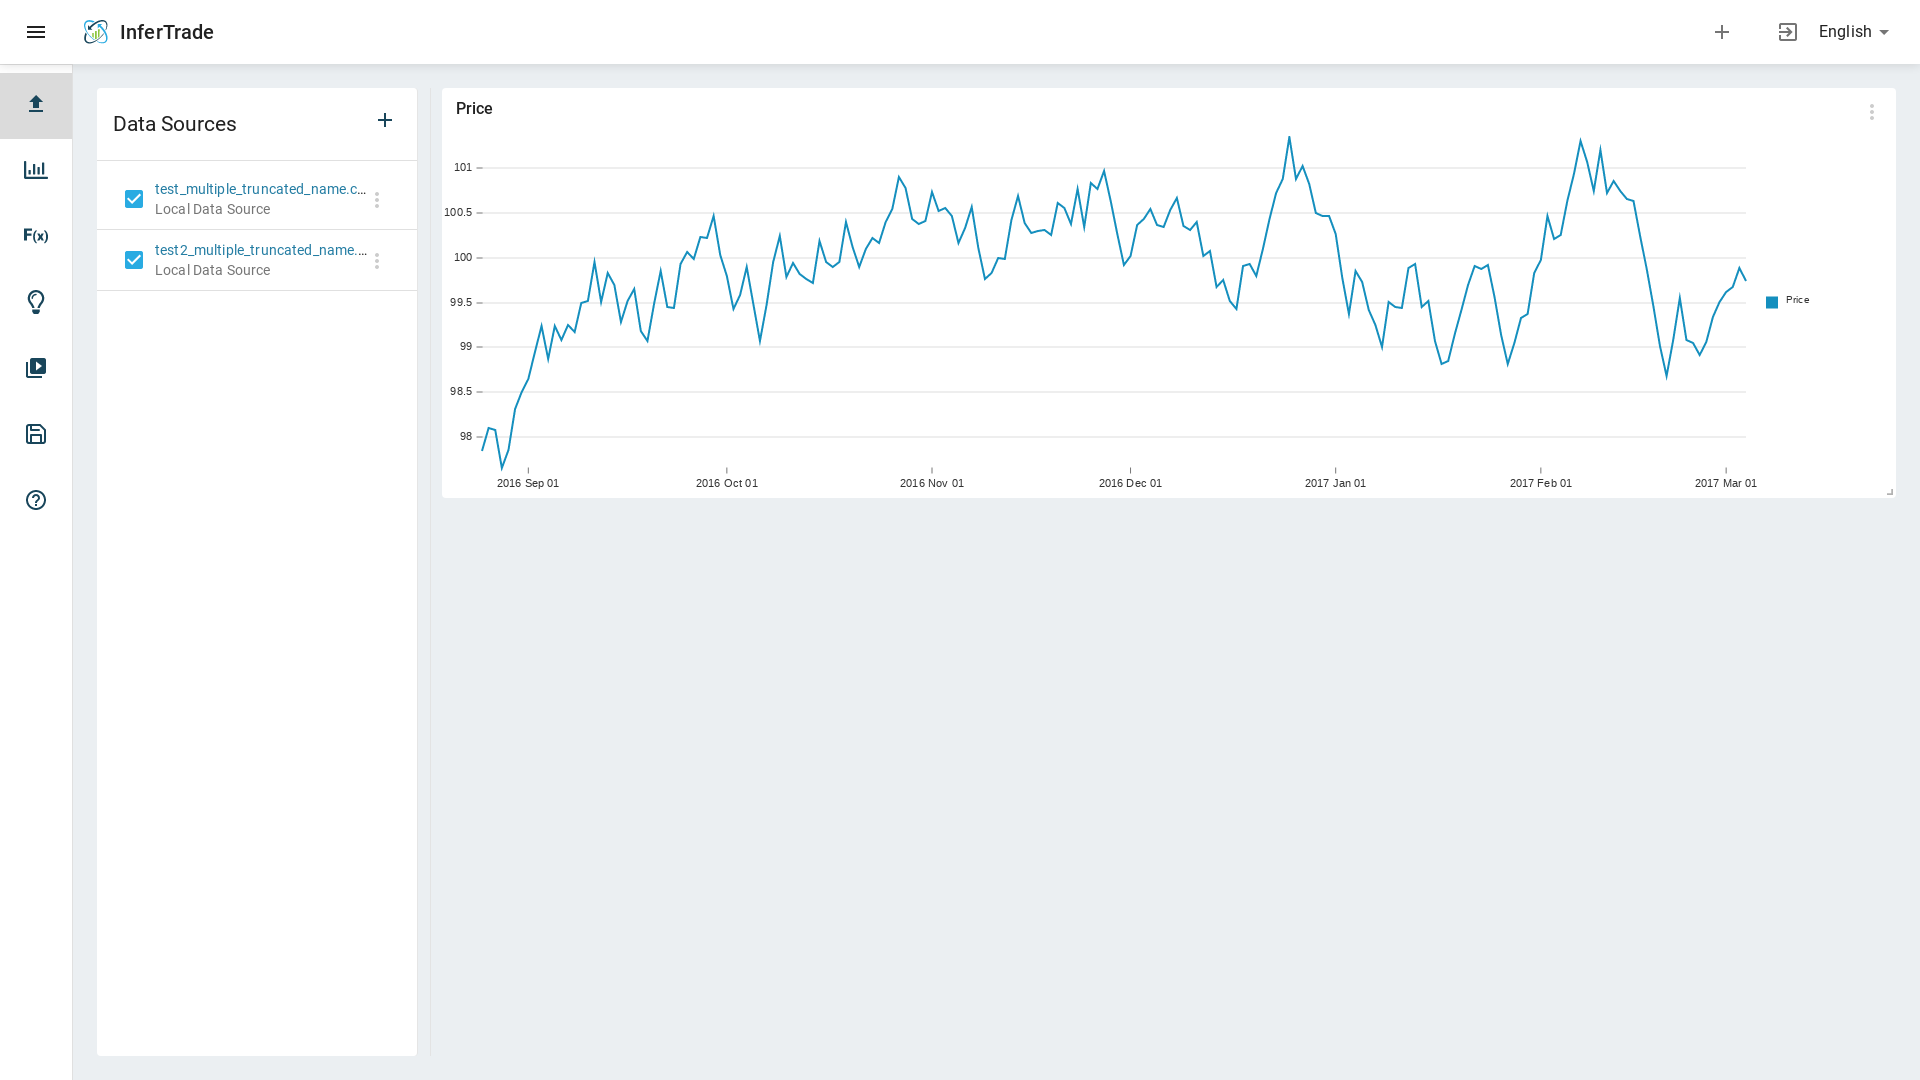 InferTrade
English
F(x)
Data Sources
test_multiple_truncated_name.c...
Local Data Source
test2_multiple_truncated_name....
Local Data Source
Price
101
100.5
100
99.5
99
98.5
98
2016 Sep 01
2016 Oct 01
2016 Nov 01
2016 Dec 01
2017 Jan 01
2017 Feb 01
2017 Mar 01
Price